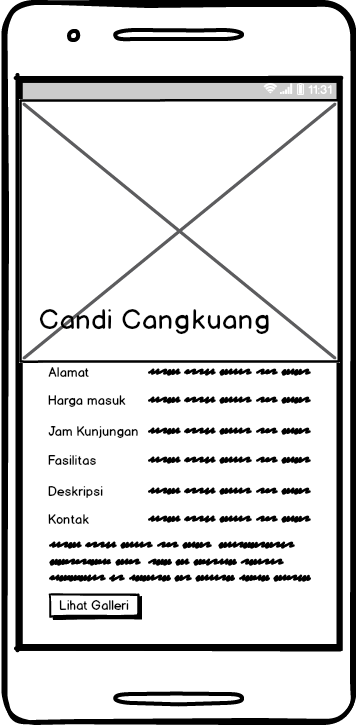 11:31
Candi Cangkuang
Alamat
Harga masuk
Jam Kunjungan
Fasilitas
Deskripsi
Kontak
Lihat Galleri